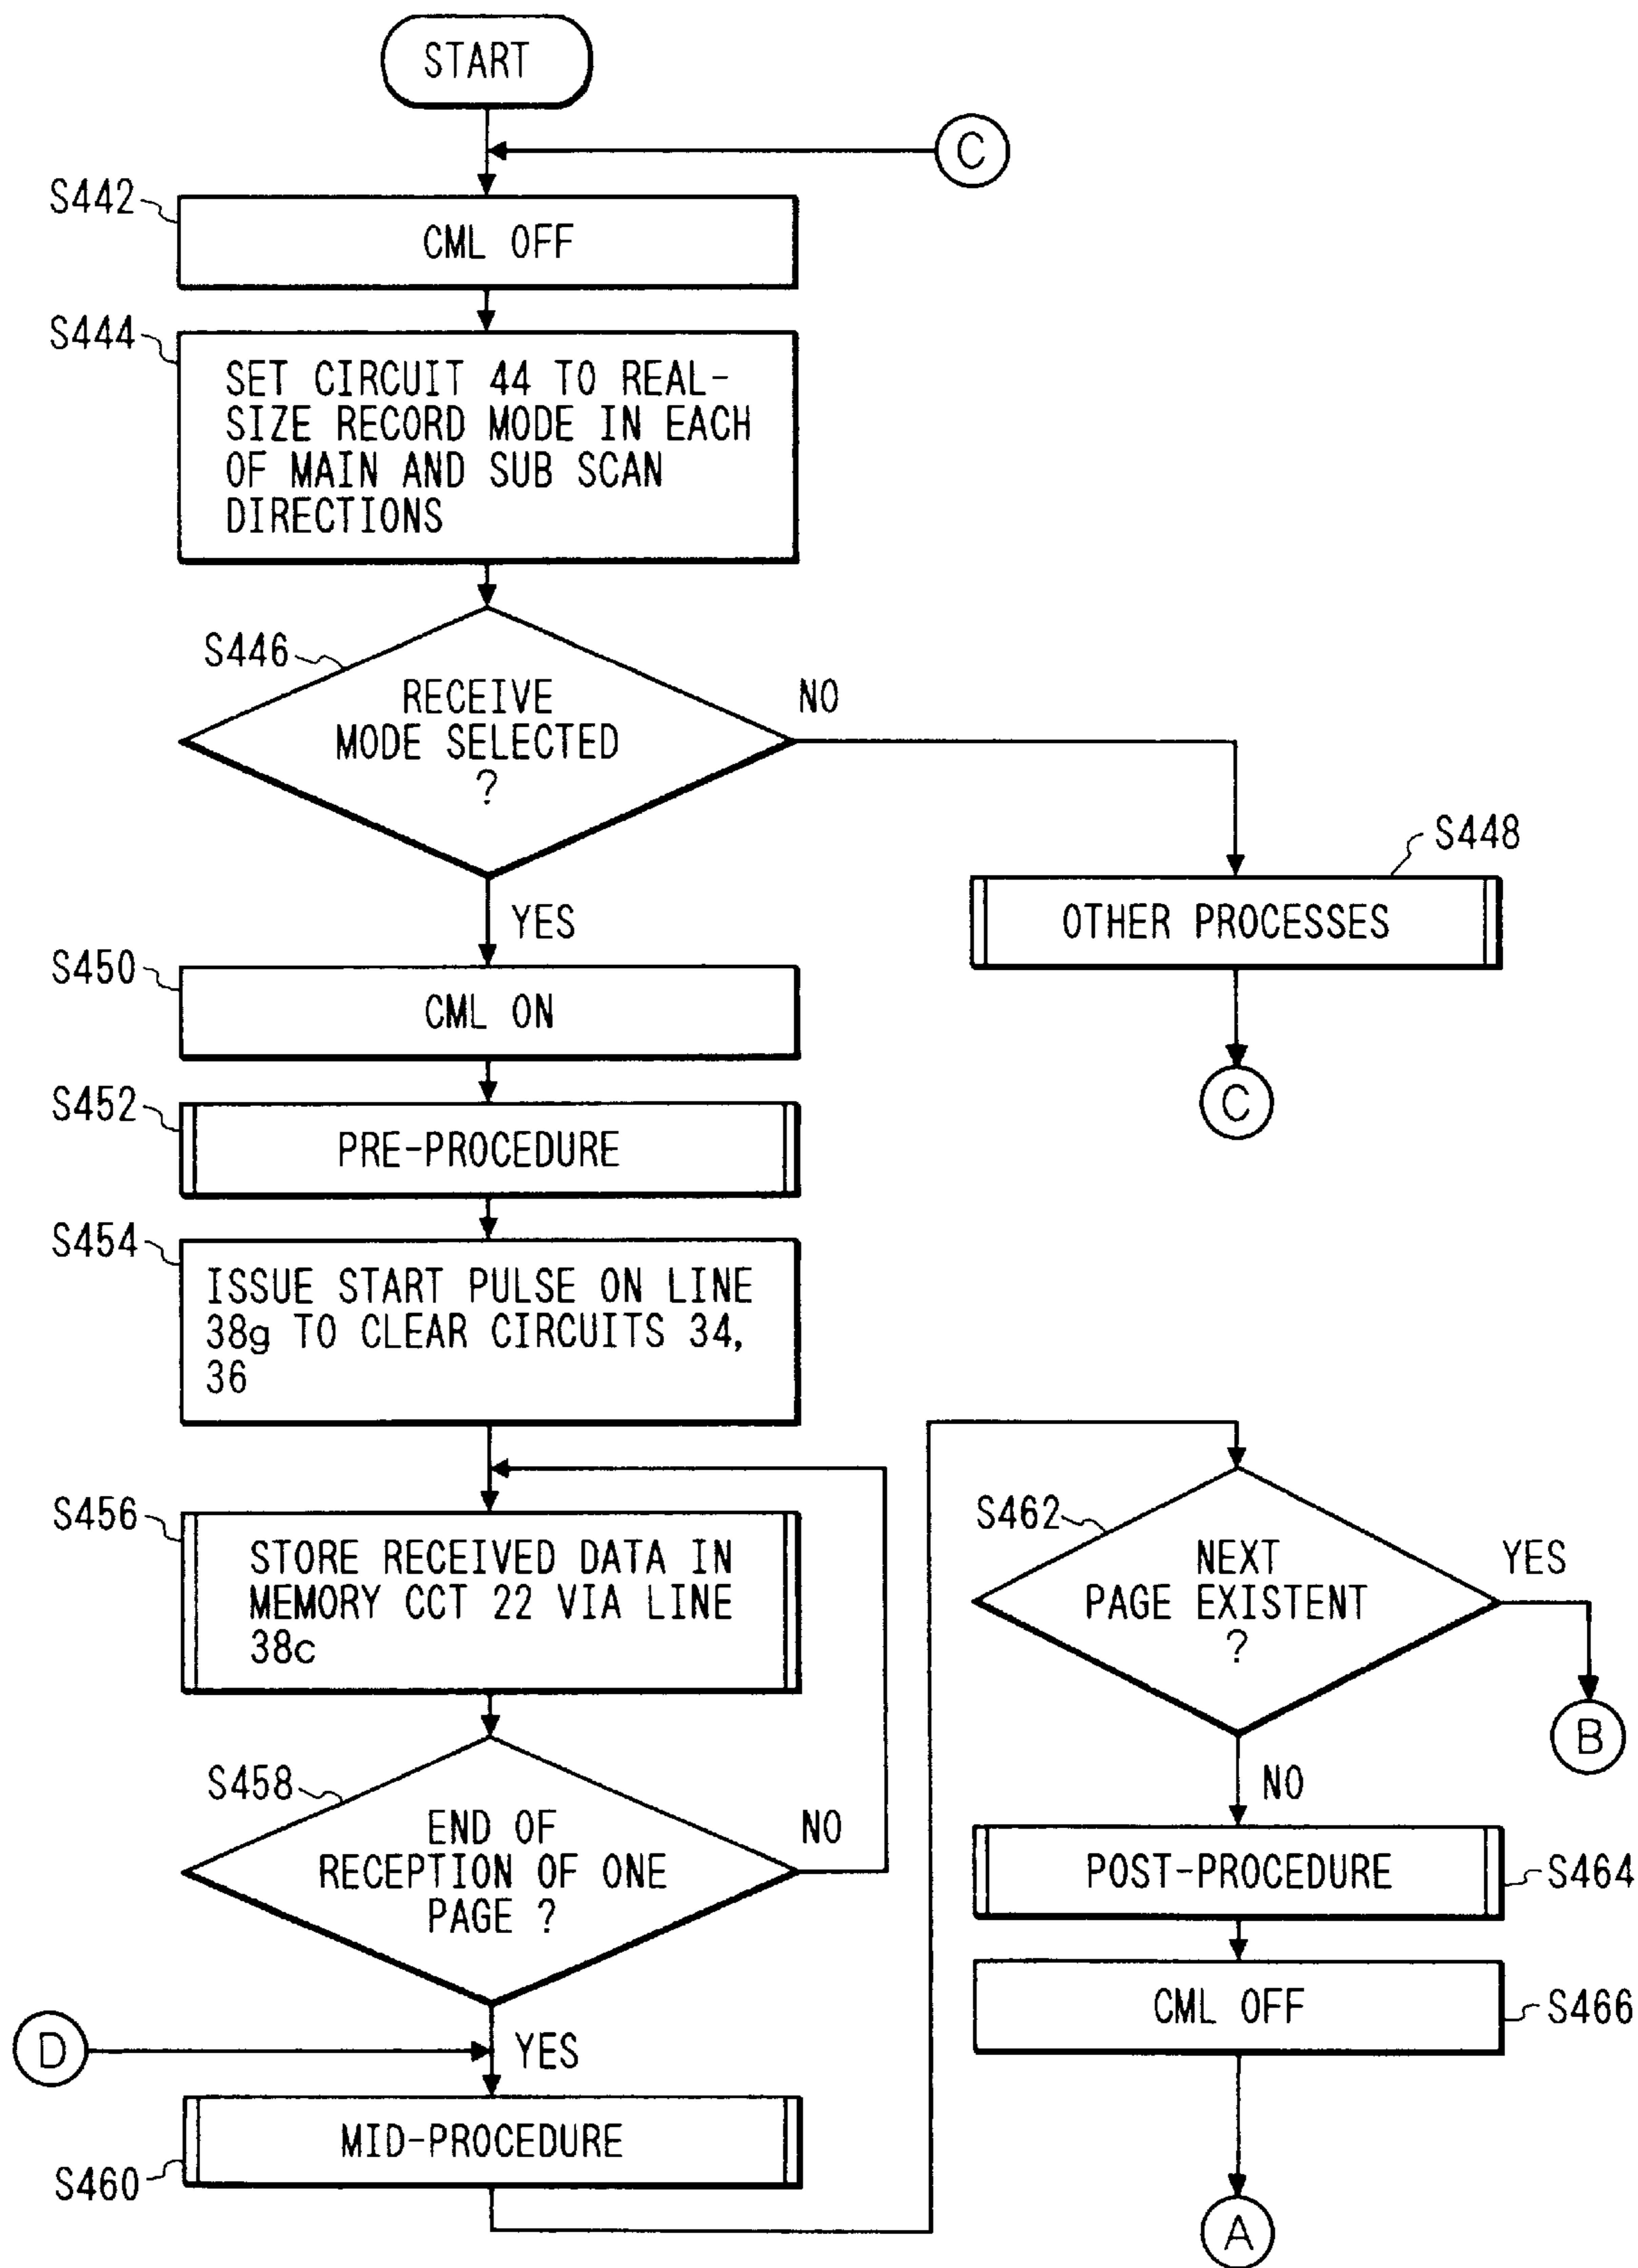 START
C
S442
CML OFF
S444
SET CIRCUIT 44 TO REAL-
SIZE RECORD MODE IN EACH
OF MAIN AND SUB SCAN
DIRECTIONS
S446
RECEIVE
MODE SELECTED
?
NO
S448
OTHER PROCESSES
C
YES
S450
CML ON
S452
PRE-PROCEDURE
S454
ISSUE START PULSE ON LINE
38g TO CLEAR CIRCUITS 34,
36
S456
STORE RECEIVED DATA IN
MEMORY CCT 22 VIA LINE
38c
S458
END OF
RECEPTION OF ONE
PAGE ?
NO
D
YES
MID-PROCEDURE
S460
S462
NEXT
PAGE EXISTENT
?
YES
B
NO
POST-PROCEDURE
S464
CML OFF
S466
A